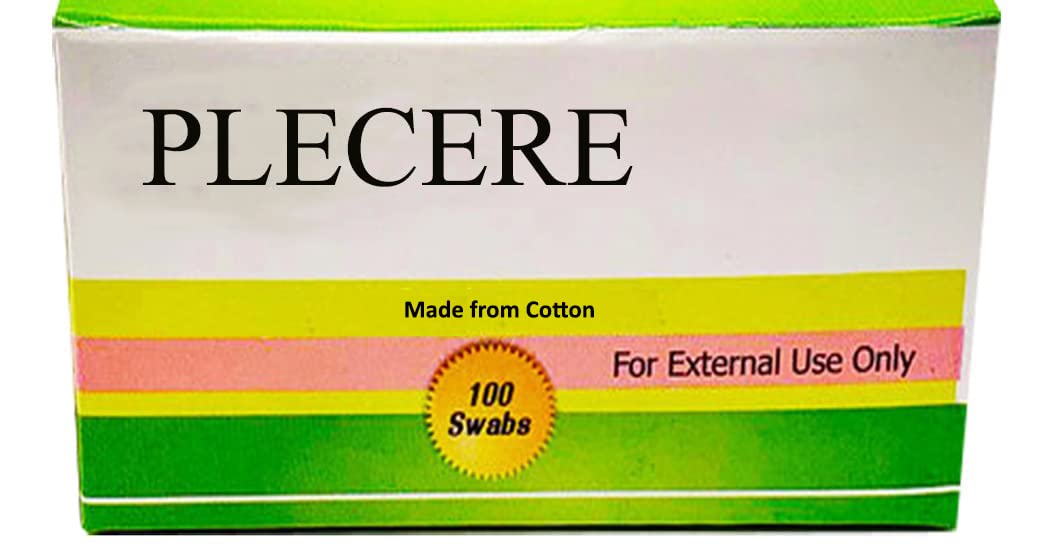 PLECERE
Made from Cotton
For External Use Only
100
Swabs